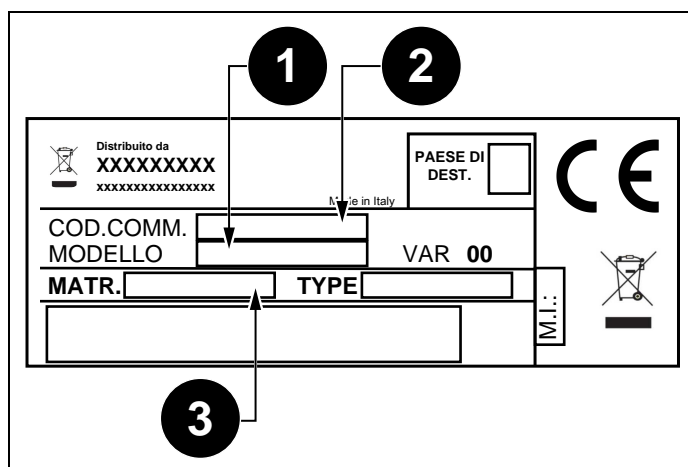 1 2
Distribuito da
XXXXXXXXX
xxxxxxxxxxxxxxxx
Made in Italy
PAESE DI
DEST.
CE
COD.COMM.
MODELLO VAR 00
MATR. TYPE
M.I.:
3